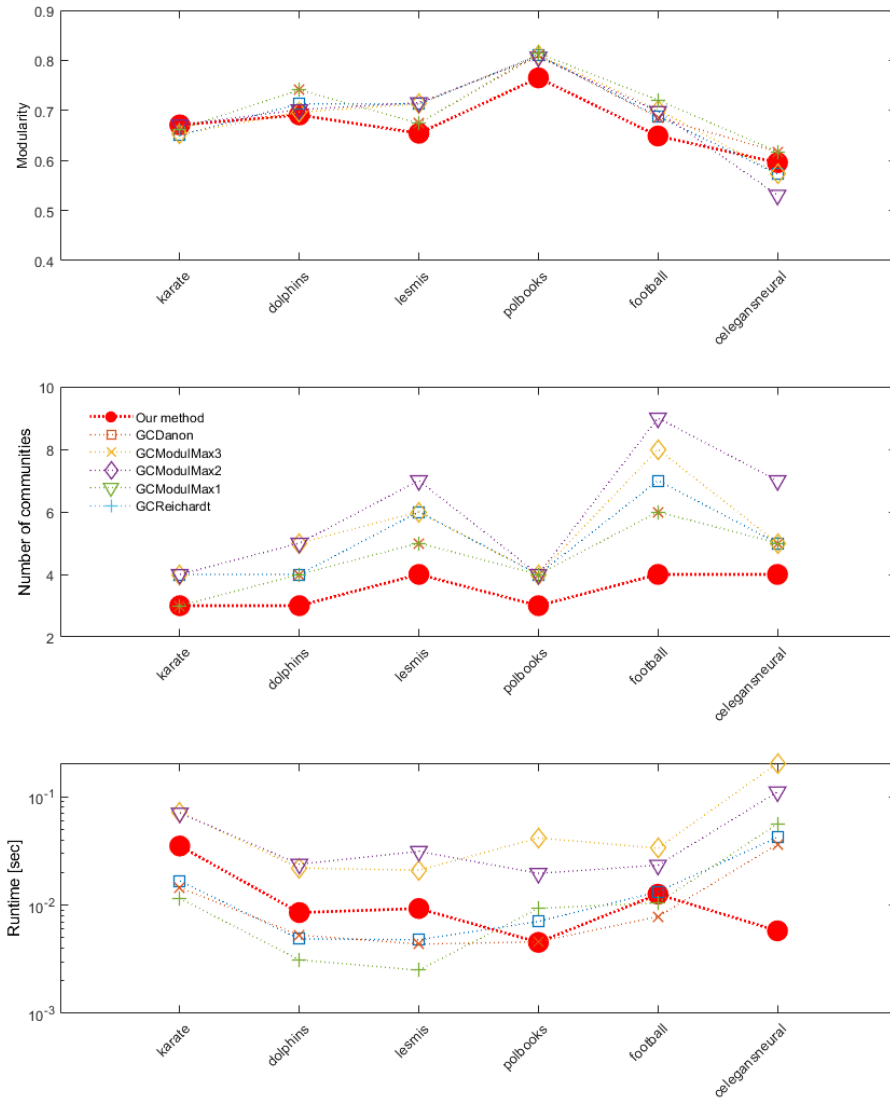 0.9
0.8
0.7
0.6
0.5
0.4
Modularity
karate
dolphins
lesmis
polbooks
football
celegansneural
10
8
6
4
2
Number of communities
Our method
GCDanon
GCModulMax3
GCModulMax2
GCModulMax1
GCReichardt
karate
dolphins
lesmis
polbooks
football
celegansneural
10-1
10-2
10-3
Runtime [sec]
karate
dolphins
lesmis
polbooks
football
celegansneural